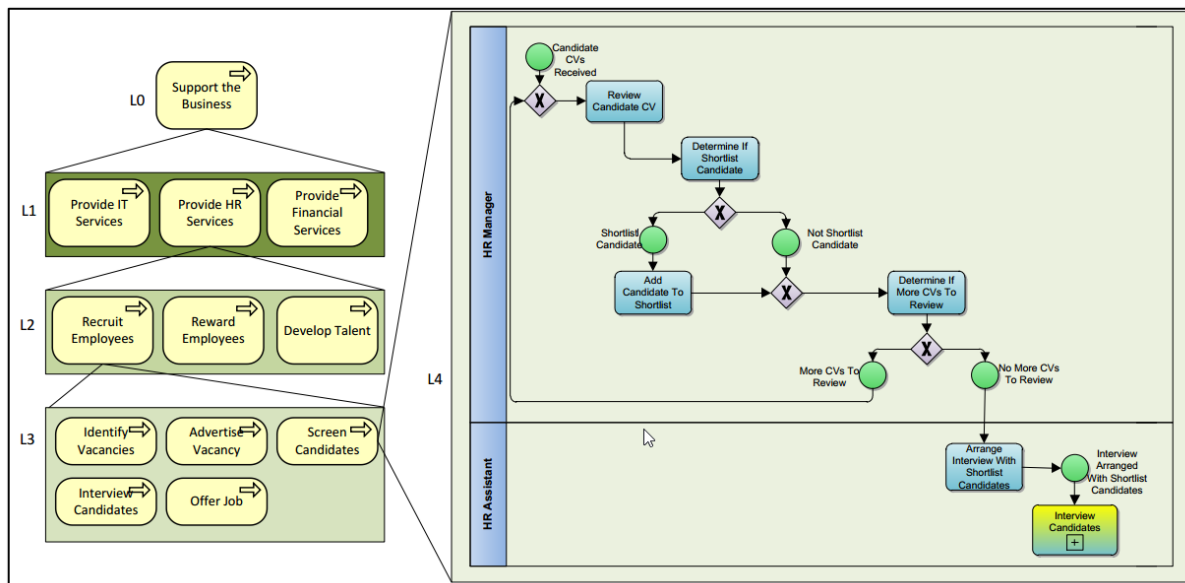 L0
Support the
Business
L1
Provide IT
Services
Provide HR
Services
Provide
Financial
Services
L2
Recruit
Employees
Reward
Employees
Develop Talent
L3
Identify
Vacancies
Advertise
Vacancy
Screen
Candidates
Interview
Candidates
Offer Job
L4
HR Manager
Candidate
CVs
Received
X
Review
Candidate CV
Determine If
Shortlist
Candidate
X
Shortlist
Candidate
Not Shortlist
Candidate
Add
Candidate To
Shortlist
X
Determine If
More CVs To
Review
X
More CVs To
Review
No More CVs
To Review
HR Assistant
Arrange
Interview With
Shortlist
Candidates
Interview
Arranged
With Shortlist
Candidates
Interview
Candidates
+